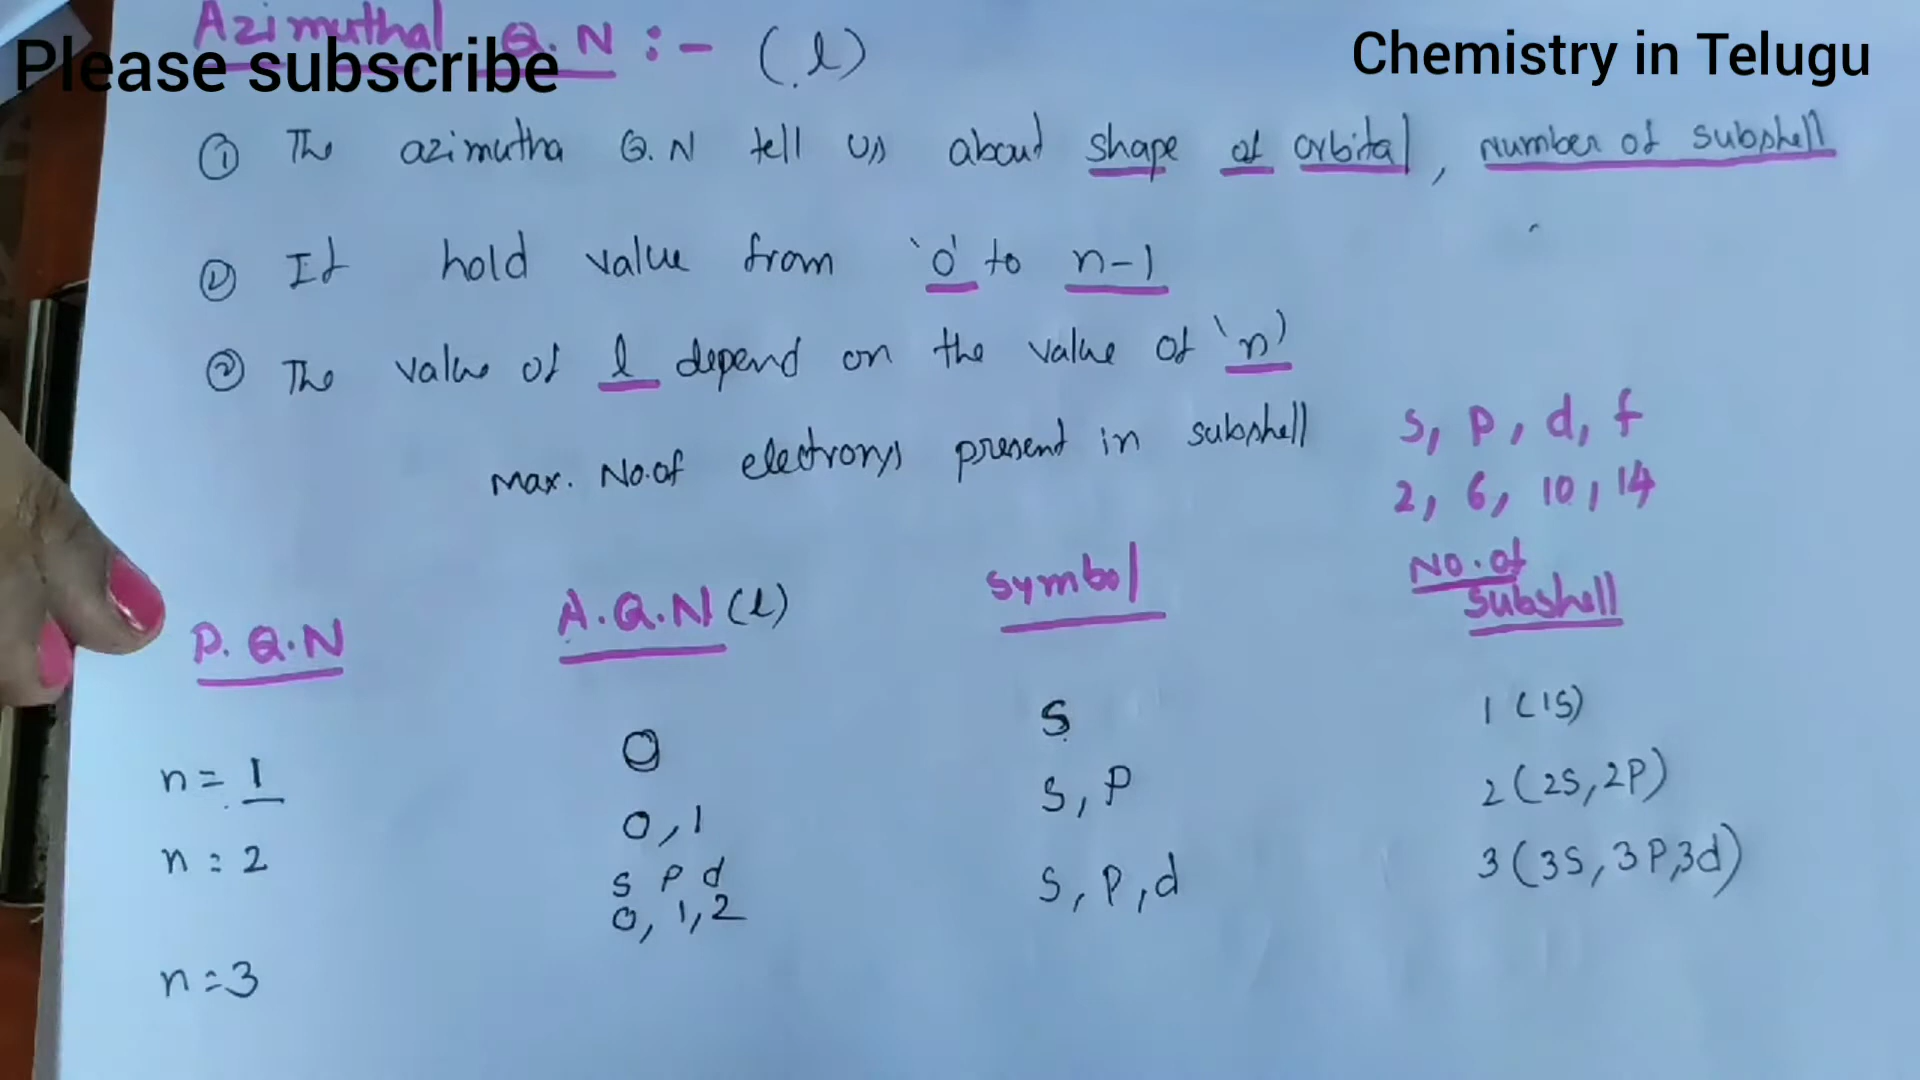 Azimuthal Q.N :- (l)
Please subscribe
Chemistry in Telugu
① The azimutha Q.N tell us about shape of orbital, number of subshell
② It hold value from '0' to n-1
③ The value of l depend on the value of 'n'
Max. No.of electrons present in subshell
s, p, d, f
2, 6, 10, 14
P.Q.N A.Q.N (l) Symbol No.of subshell
n = 1 0 s 1 (1s)
n = 2 0, 1 s, p 2 (2s, 2p)
s p d
n = 3 0, 1, 2 s, p, d 3 (3s, 3p, 3d)